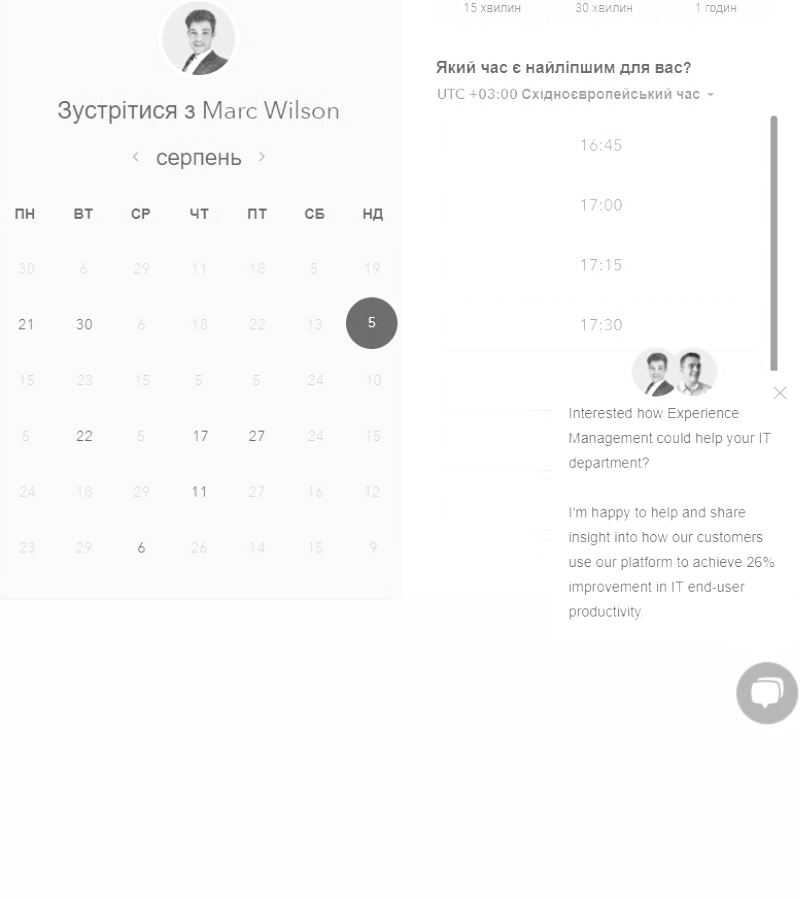 Зустрітися з Marc Wilson
серпень
ПН ВТ СР ЧТ ПТ СБ НД
30 6 29 11 18 5 19
21 30 6 18 22 13 5
15 23 15 5 5 24 10
5 22 5 17 27 24 15
24 18 29 11 27 16 12
23 29 6 26 14 15 9
15 хвилин 30 хвилин 1 годин
Який час є найліпшим для вас?
UTC +03:00 Східноєвропейський час
16:45
17:00
17:15
17:30
Interested how Experience
Management could help your IT
department?
I'm happy to help and share
insight into how our customers
use our platform to achieve 26%
improvement in IT end-user
productivity.